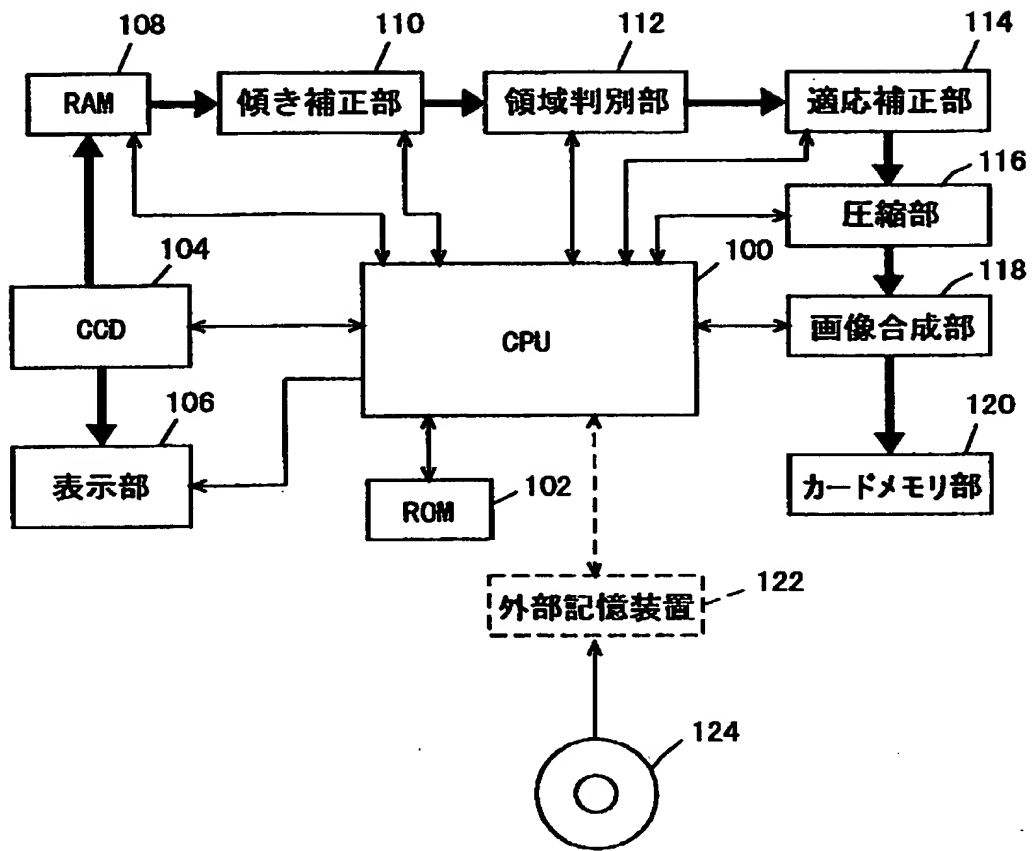 108
110
112
114
RAM
傾き補正部
領域判別部
適応補正部
116
圧縮部
104
100
118
CCD
CPU
画像合成部
106
120
表示部
102
ROM
カードメモリ部
外部記憶装置
122
124